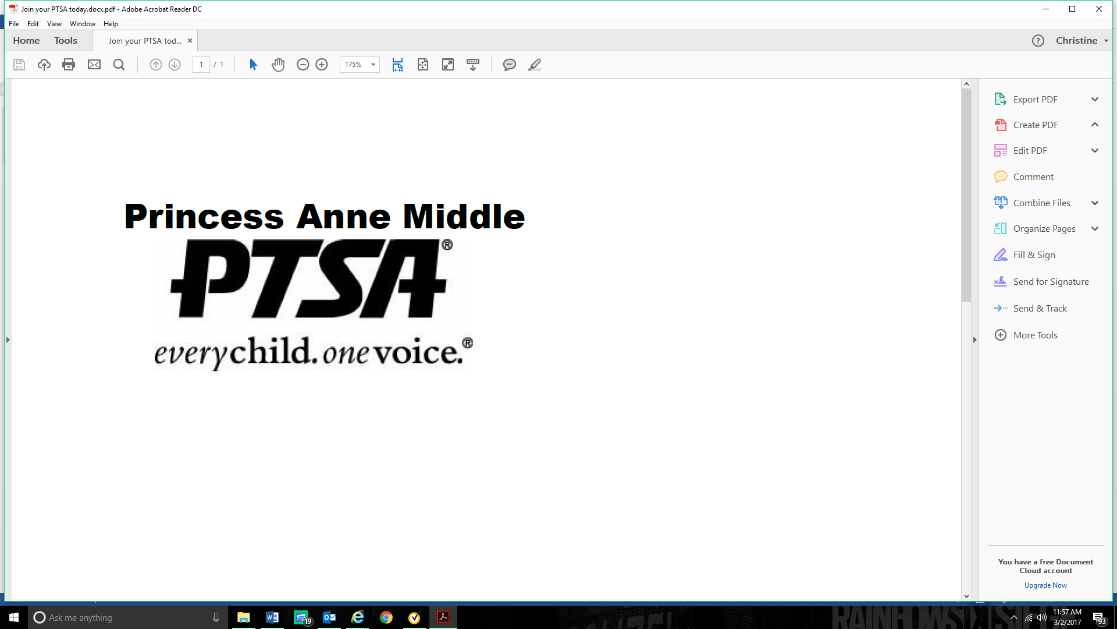 Join your PTSA today.docx.pdf - Adobe Acrobat Reader DC
File Edit View Window Help
Home Tools Join your PTSA tod... × Christine
1 / 1 175%
Princess Anne Middle
PTSA®
everychild.onevoice.®
Export PDF
Create PDF
Edit PDF
Comment
Combine Files
Organize Pages
Fill & Sign
Send for Signature
Send & Track
More Tools
You have a free Document
Cloud account
Upgrade Now
Ask me anything
19
11:57 AM
3/2/2017